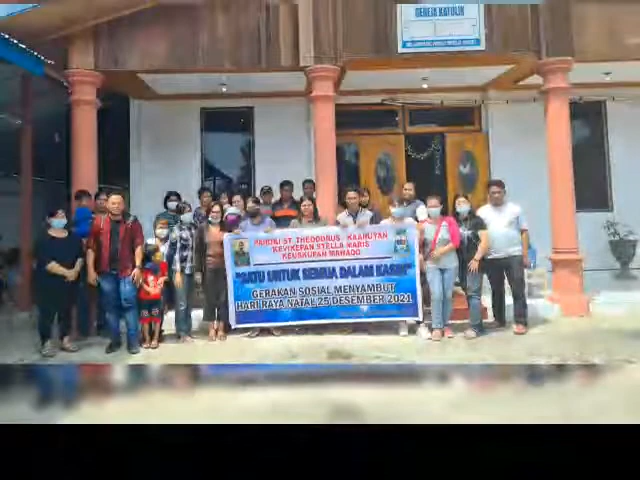 GEREJA KATOLIK
PAROKI ST. THEODORUS KAARUYAN
KEVIKEPAN STELLA MARIS
KEUSKUPAN MANADO
"SATU UNTUK SEMUA DALAM KASIH"
GERAKAN SOSIAL MENYAMBUT
HARI RAYA NATAL 25 DESEMBER 2021